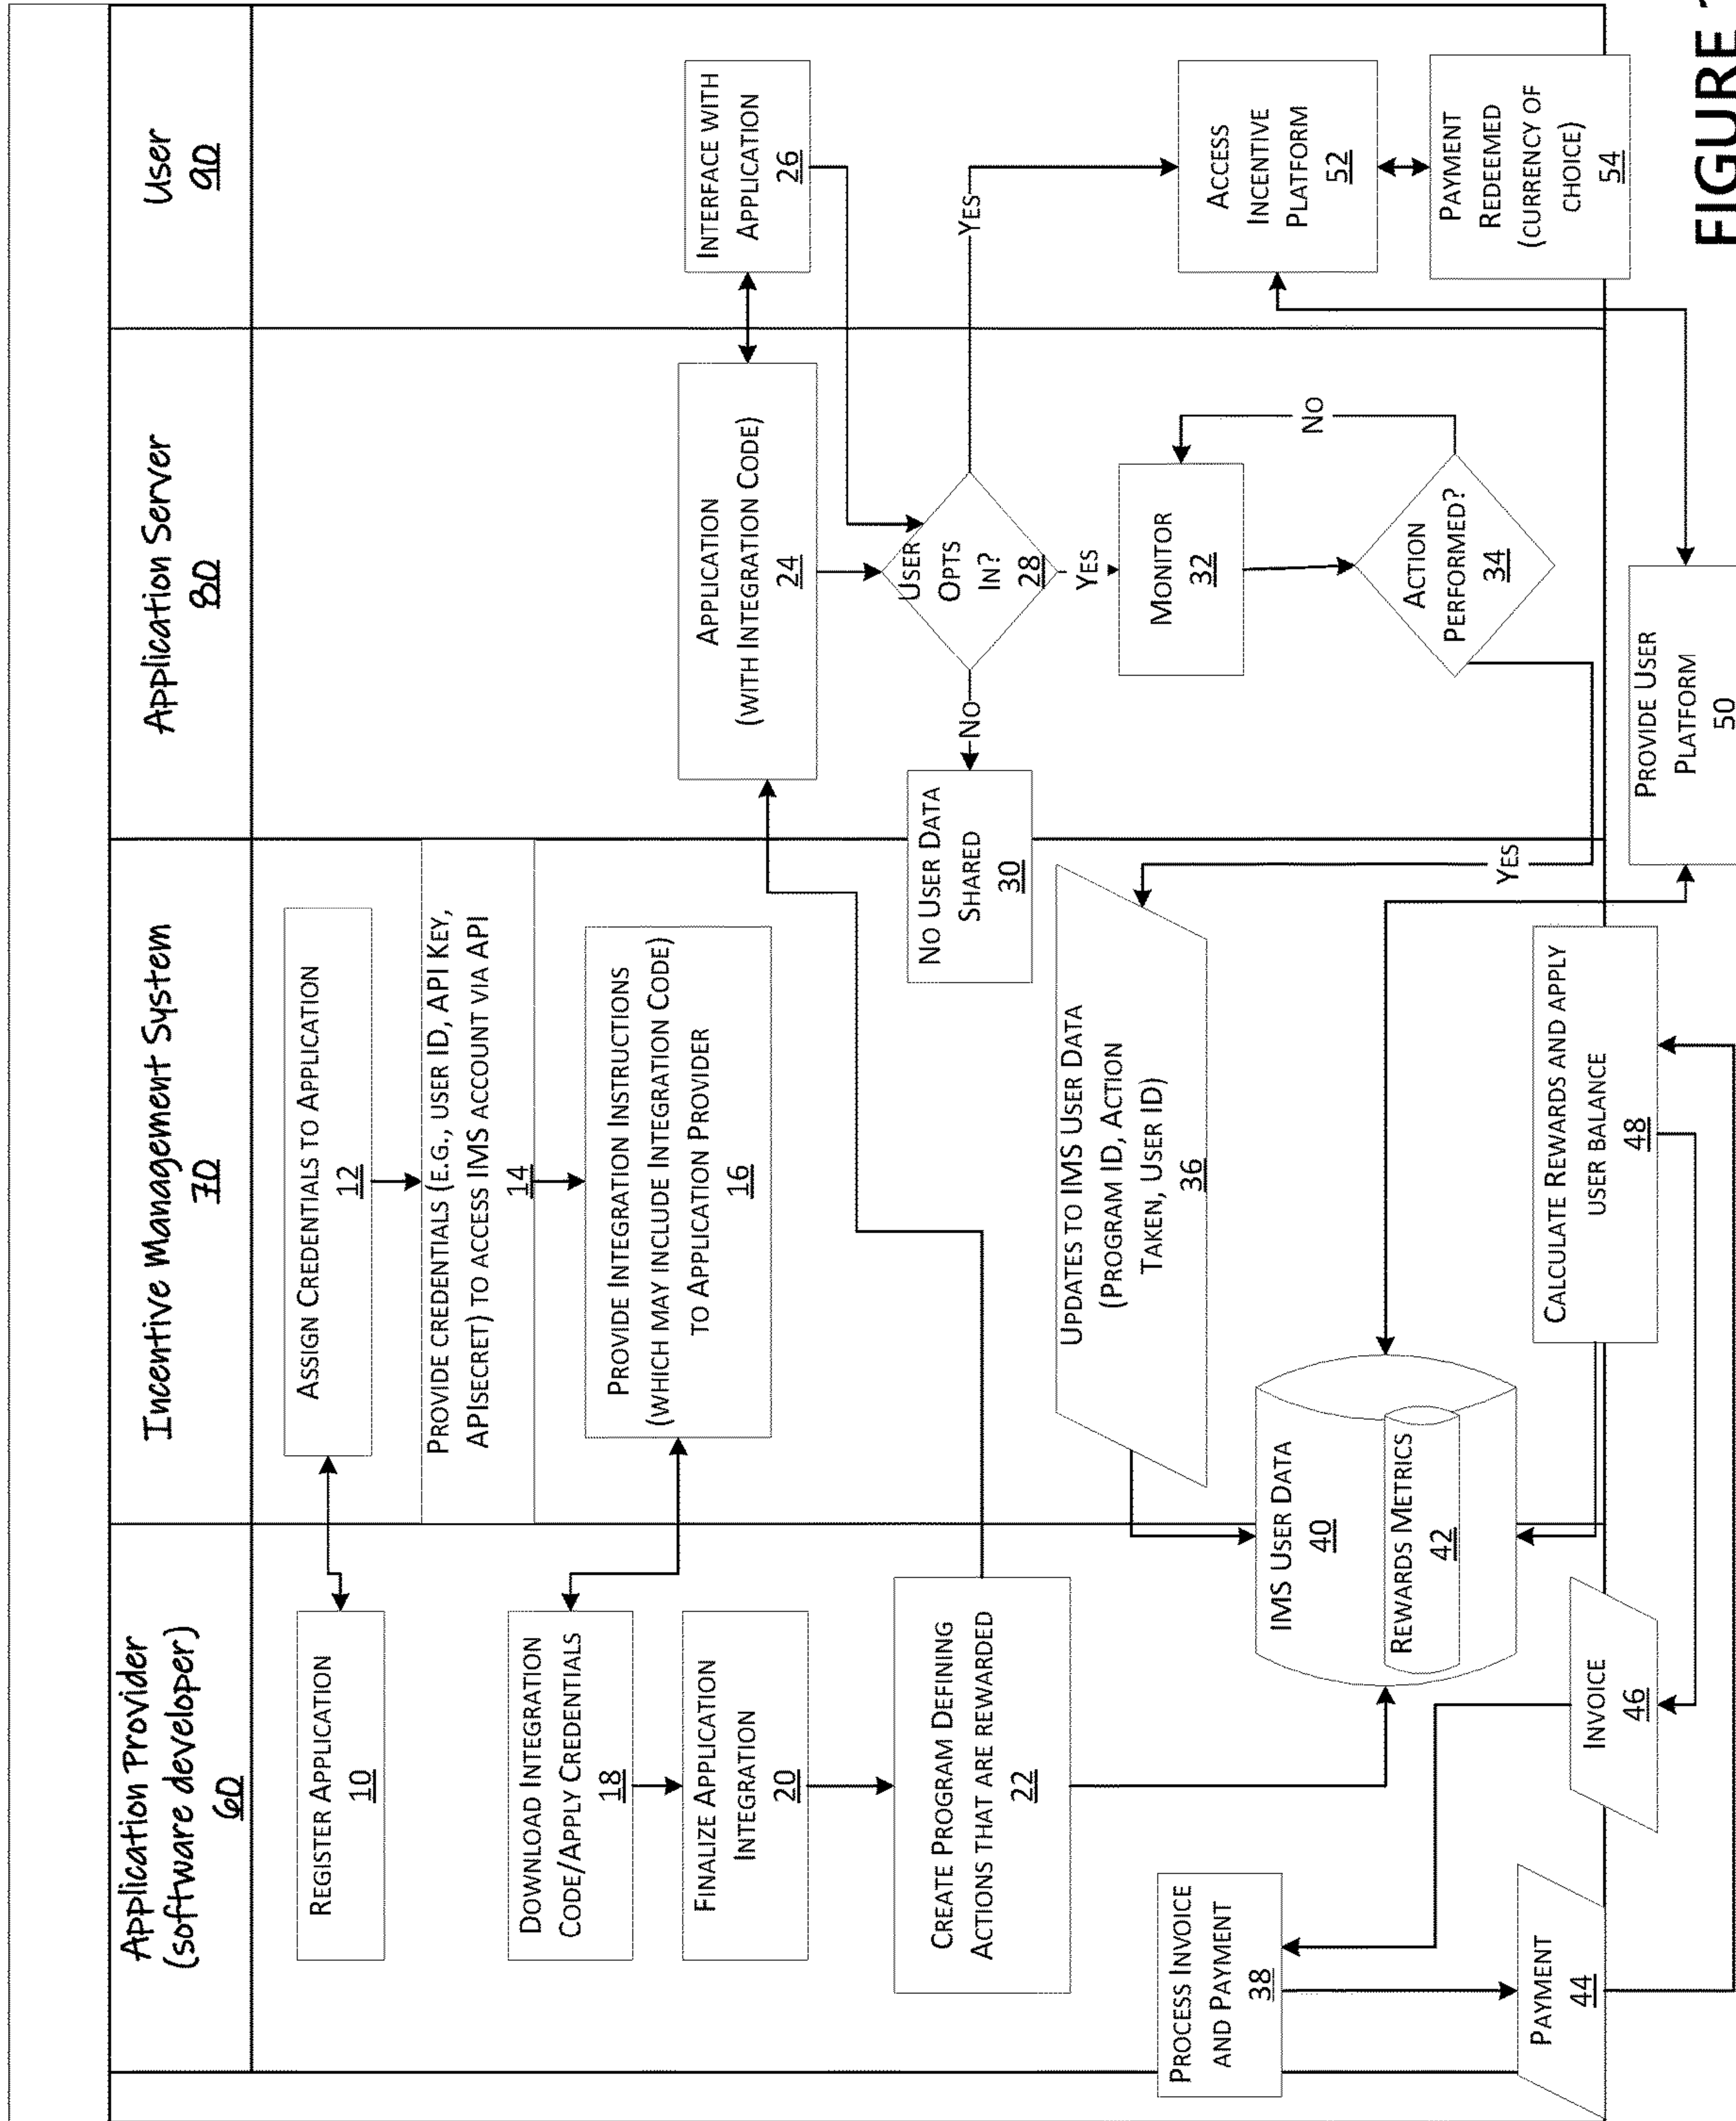 Application Provider
(software developer)
60
Incentive Management System
70
Application Server
80
User
90
REGISTER APPLICATION
10
ASSIGN CREDENTIALS TO APPLICATION
12
PROVIDE CREDENTIALS (E.G., USER ID, API KEY,
APISECRET) TO ACCESS IMS ACCOUNT VIA API
14
PROVIDE INTEGRATION INSTRUCTIONS
(WHICH MAY INCLUDE INTEGRATION CODE)
TO APPLICATION PROVIDER
16
DOWNLOAD INTEGRATION
CODE/APPLY CREDENTIALS
18
FINALIZE APPLICATION
INTEGRATION
20
CREATE PROGRAM DEFINING
ACTIONS THAT ARE REWARDED
22
APPLICATION
(WITH INTEGRATION CODE)
24
INTERFACE WITH
APPLICATION
26
USER
OPTS
IN?
28
NO
YES
YES
NO USER DATA
SHARED
30
MONITOR
32
ACTION
PERFORMED?
34
NO
YES
UPDATES TO IMS USER DATA
(PROGRAM ID, ACTION
TAKEN, USER ID)
36
PROCESS INVOICE
AND PAYMENT
38
IMS USER DATA
40
REWARDS METRICS
42
PAYMENT
44
INVOICE
46
CALCULATE REWARDS AND APPLY
USER BALANCE
48
PROVIDE USER
PLATFORM
50
ACCESS
INCENTIVE
PLATFORM
52
PAYMENT
REDEEMED
(CURRENCY OF
CHOICE)
54
FIGURE